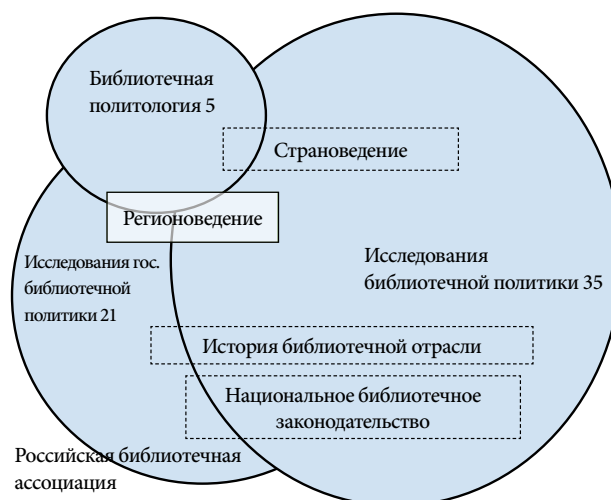 Библиотечная
политология 5
Страноведение
Регионоведение
Исследования гос.
библиотечной
политики 21
Исследования
библиотечной политики 35
История библиотечной отрасли
Национальное библиотечное
законодательство
Российская библиотечная
ассоциация